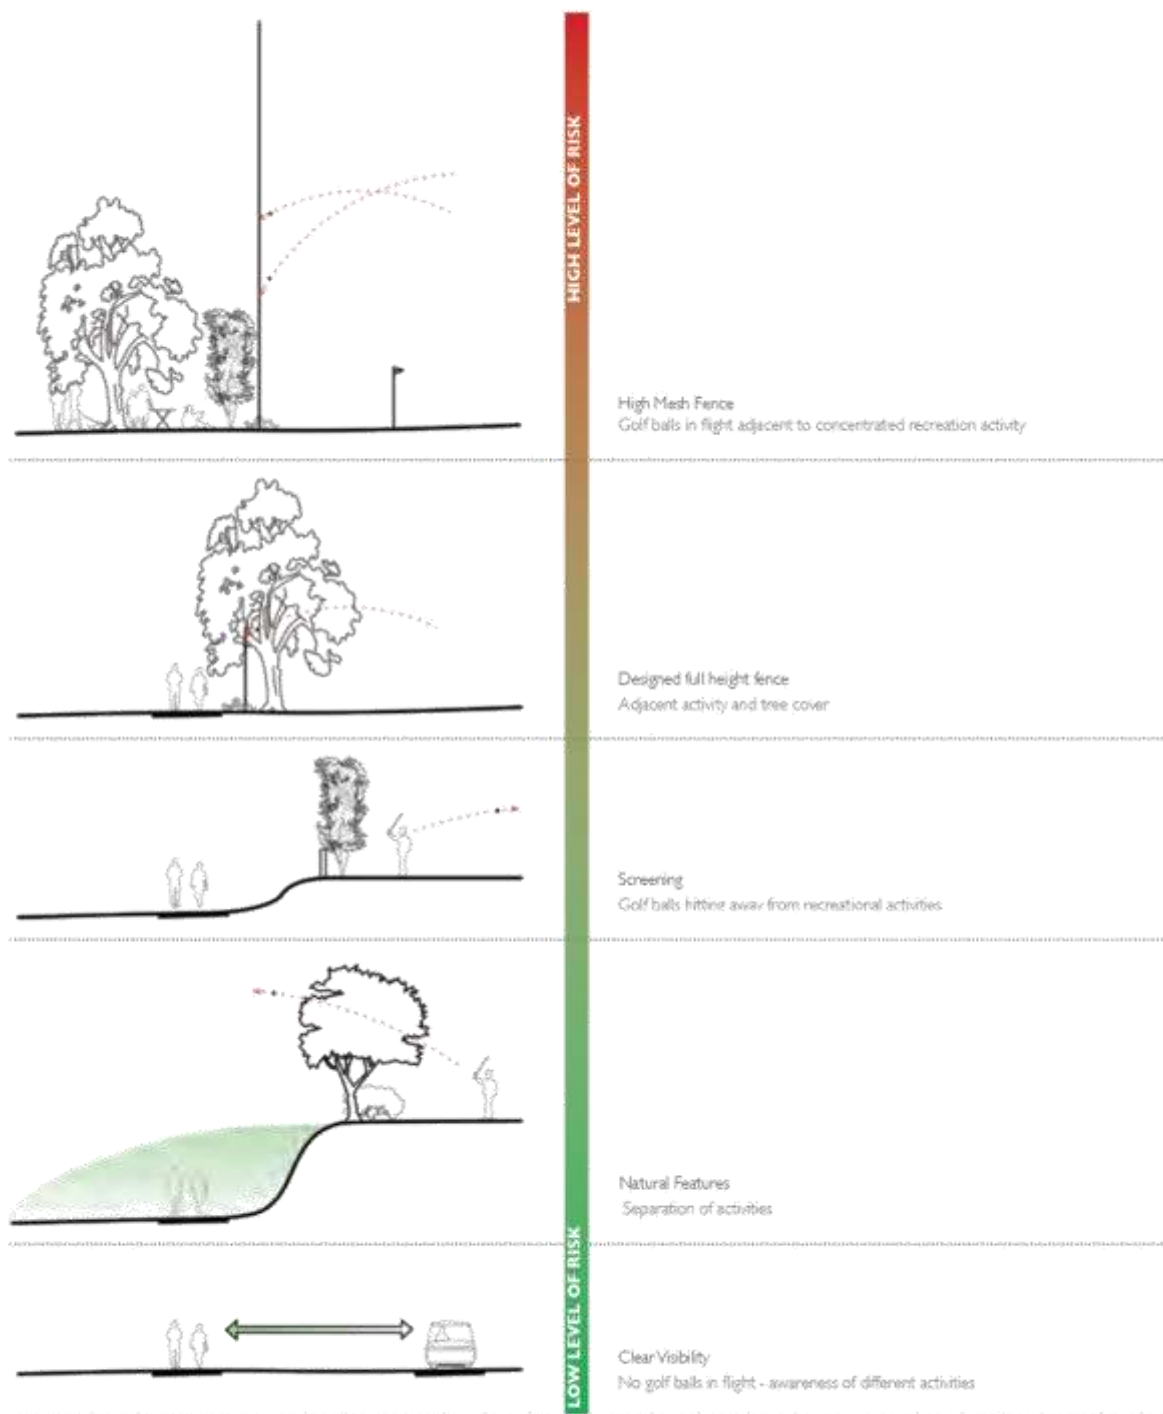 HIGH LEVEL OF RISK
High Mesh Fence
Golf balls in flight adjacent to concentrated recreation activity
Designed full height fence
Adjacent activity and tree cover
Screening
Golf balls hitting away from recreational activities
Natural Features
Separation of activities
LOW LEVEL OF RISK
Clear Visibility
No golf balls in flight - awareness of different activities